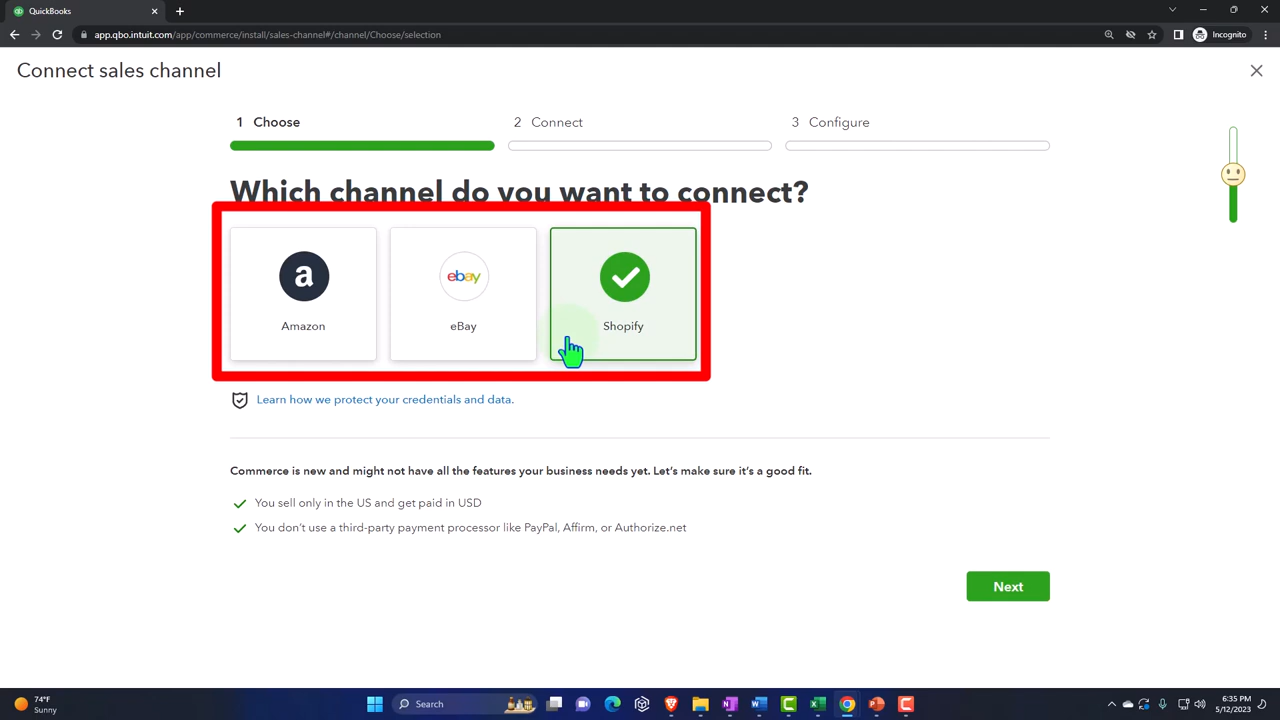 QuickBooks
app.qbo.intuit.com/app/commerce/install/sales-channel#/channel/Choose/selection
Incognito
Connect sales channel
1 Choose
2 Connect
3 Configure
Which channel do you want to connect?
a
ebay
Amazon
eBay
Shopify
Learn how we protect your credentials and data.
Commerce is new and might not have all the features your business needs yet. Let's make sure it's a good fit.
You sell only in the US and get paid in USD
You don't use a third-party payment processor like PayPal, Affirm, or Authorize.net
Next
74°F
Sunny
Search
6:35 PM
5/12/2023